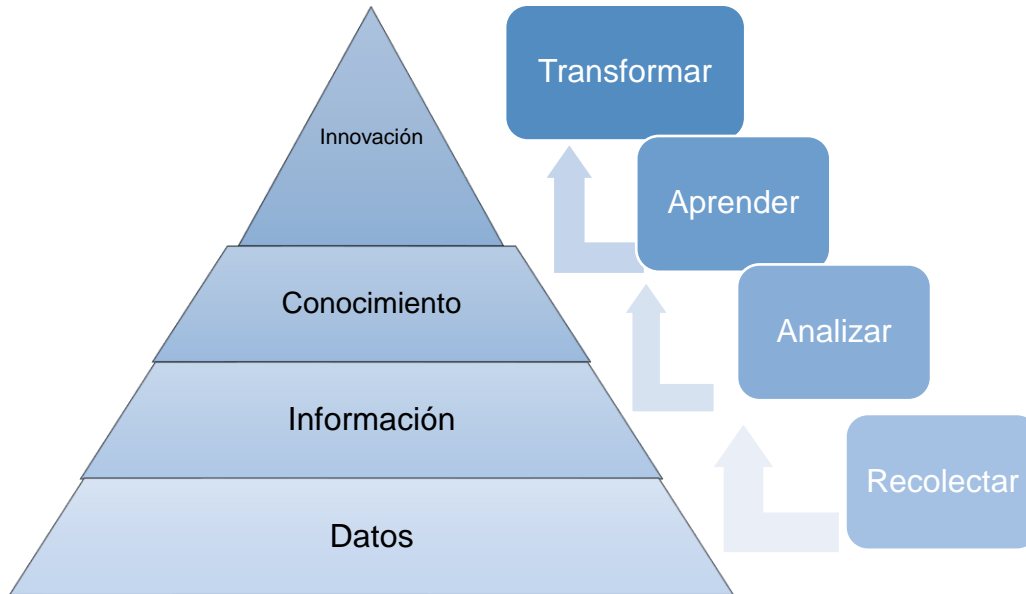 Innovación
Conocimiento
Información
Datos
Transformar
Aprender
Analizar
Recolectar